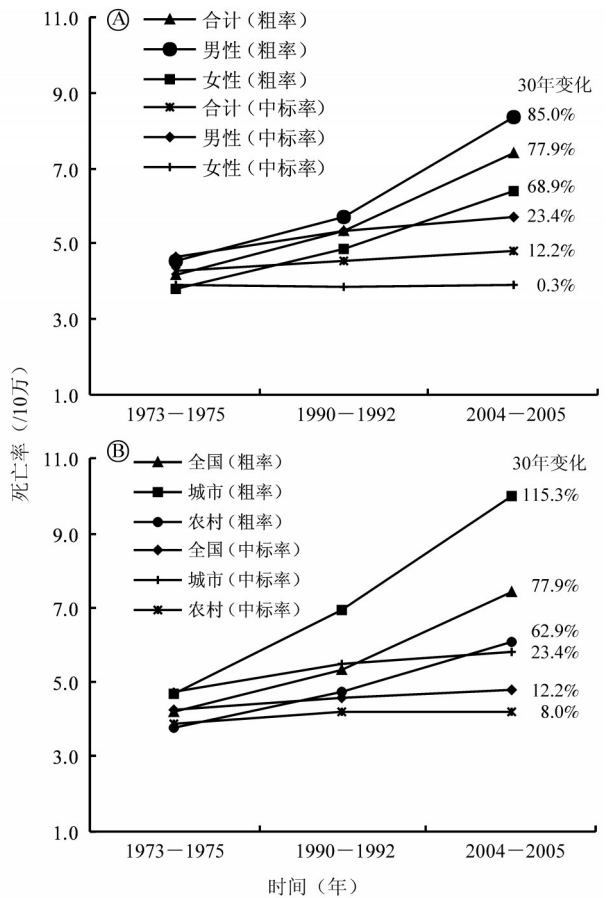 A
合计(粗率)
男性(粗率)
女性(粗率)
合计(中标率)
男性(中标率)
女性(中标率)
11.0
9.0
7.0
5.0
3.0
1.0
30年变化
85.0%
77.9%
68.9%
23.4%
12.2%
0.3%
1973—1975
1990—1992
2004—2005
死亡率(/10万)
B
全国(粗率)
城市(粗率)
农村(粗率)
全国(中标率)
城市(中标率)
农村(中标率)
11.0
9.0
7.0
5.0
3.0
1.0
30年变化
115.3%
77.9%
62.9%
23.4%
12.2%
8.0%
1973—1975
1990—1992
2004—2005
时间(年)